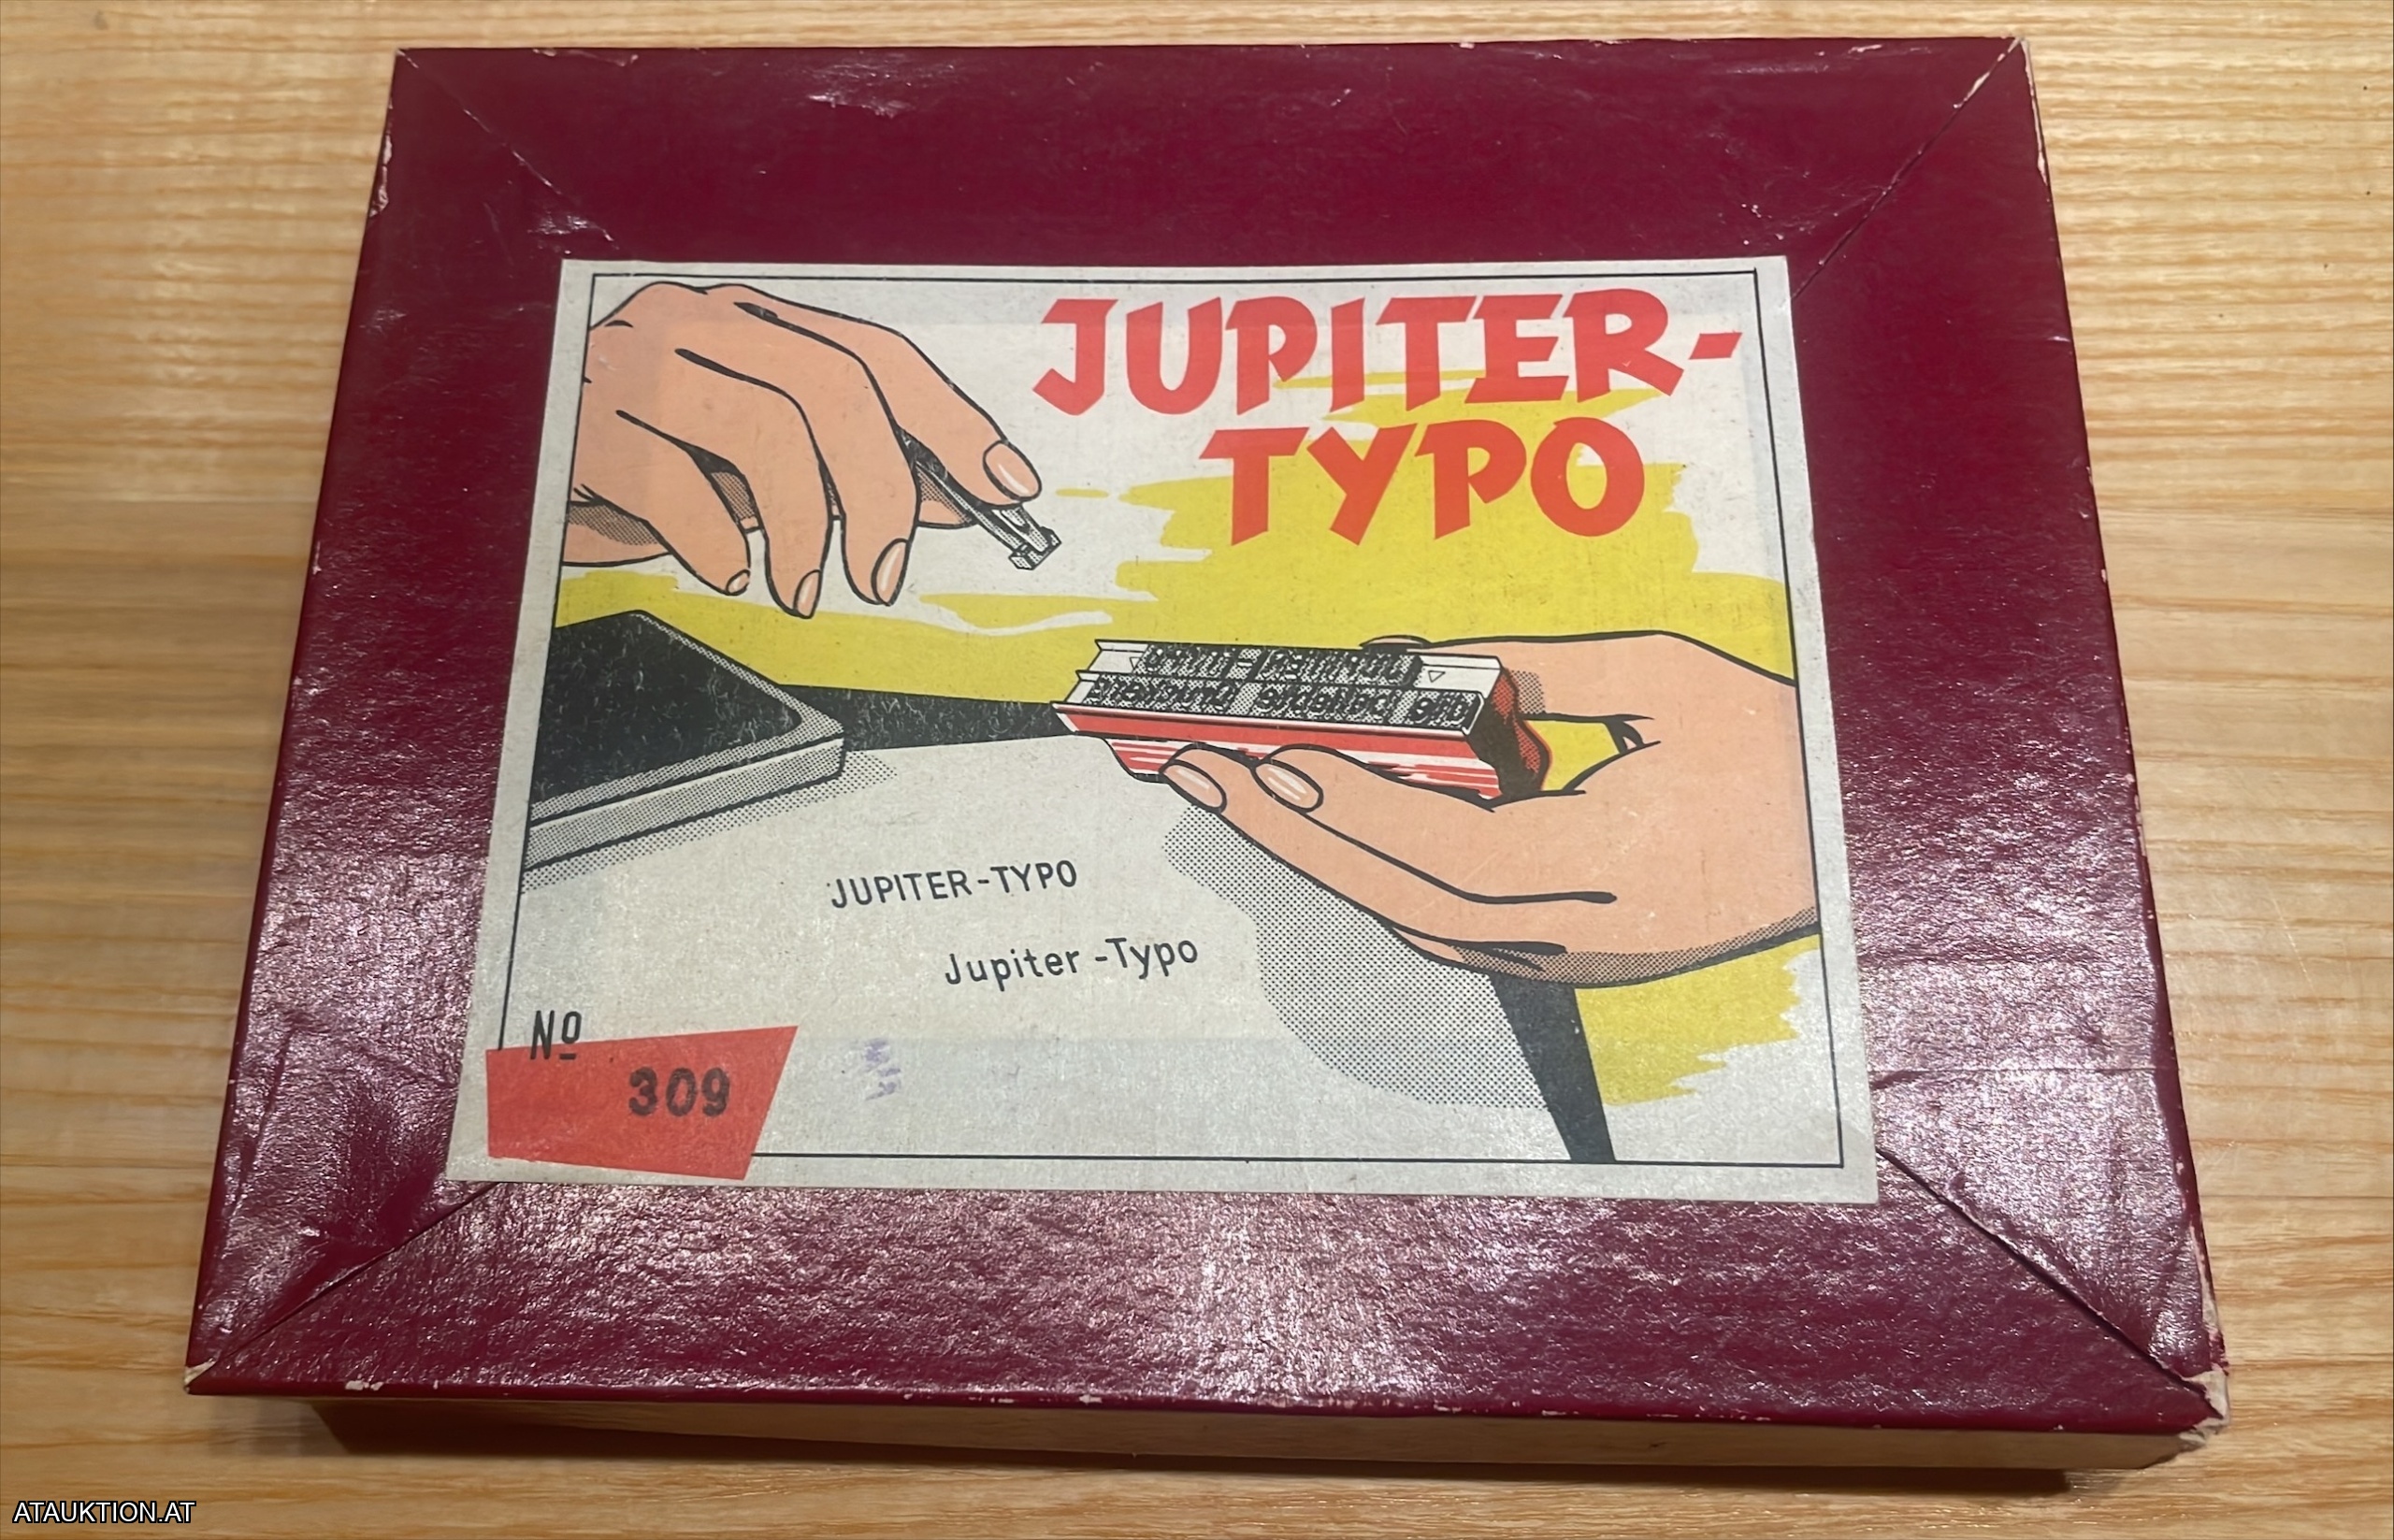 JUPITER-
TYPO
JUPITER-TYPO
Jupiter-Typo
Nº
309
ATAUKTION.AT